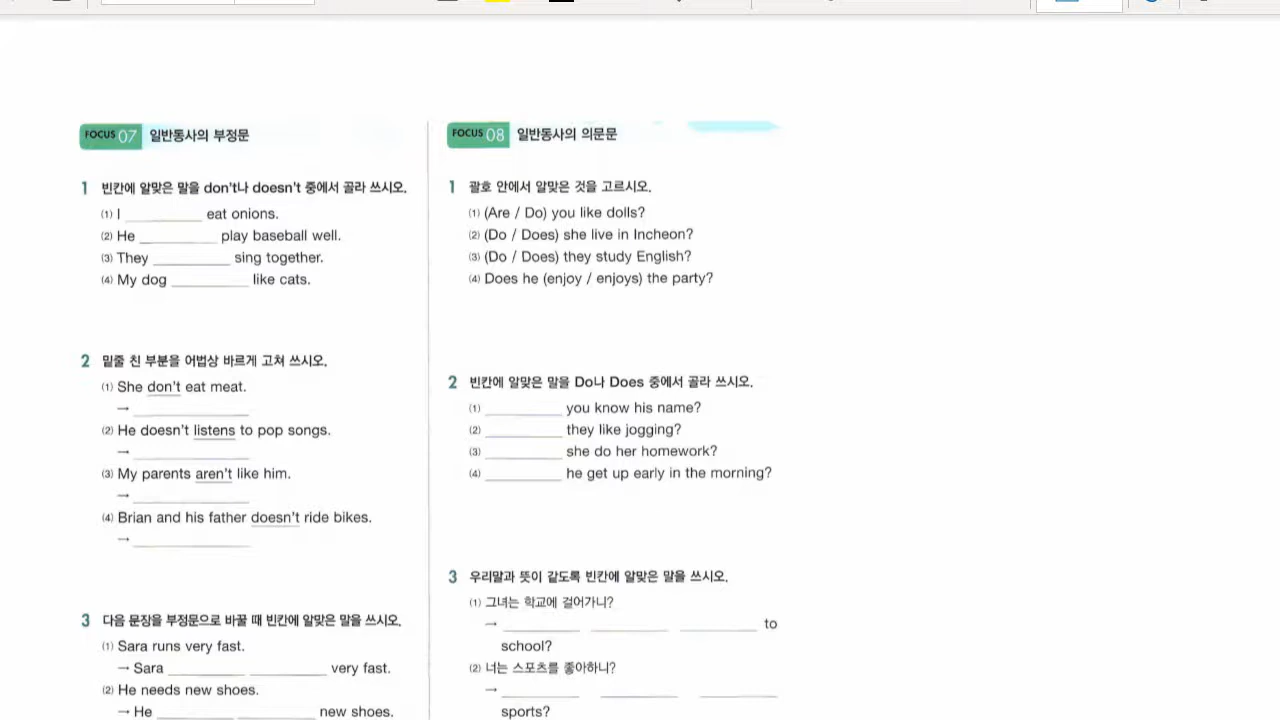 FOCUS 07 일반동사의 부정문
1 빈칸에 알맞은 말을 don't나 doesn't 중에서 골라 쓰시오.
(1) I __________ eat onions.
(2) He __________ play baseball well.
(3) They __________ sing together.
(4) My dog __________ like cats.
2 밑줄 친 부분을 어법상 바르게 고쳐 쓰시오.
(1) She don't eat meat.
→ __________
(2) He doesn't listens to pop songs.
→ __________
(3) My parents aren't like him.
→ __________
(4) Brian and his father doesn't ride bikes.
→ __________
3 다음 문장을 부정문으로 바꿀 때 빈칸에 알맞은 말을 쓰시오.
(1) Sara runs very fast.
→ Sara __________ __________ very fast.
(2) He needs new shoes.
→ He __________ __________ new shoes.
FOCUS 08 일반동사의 의문문
1 괄호 안에서 알맞은 것을 고르시오.
(1) (Are / Do) you like dolls?
(2) (Do / Does) she live in Incheon?
(3) (Do / Does) they study English?
(4) Does he (enjoy / enjoys) the party?
2 빈칸에 알맞은 말을 Do나 Does 중에서 골라 쓰시오.
(1) __________ you know his name?
(2) __________ they like jogging?
(3) __________ she do her homework?
(4) __________ he get up early in the morning?
3 우리말과 뜻이 같도록 빈칸에 알맞은 말을 쓰시오.
(1) 그녀는 학교에 걸어가니?
→ __________ __________ __________ to
school?
(2) 너는 스포츠를 좋아하니?
→ __________ __________ __________
sports?